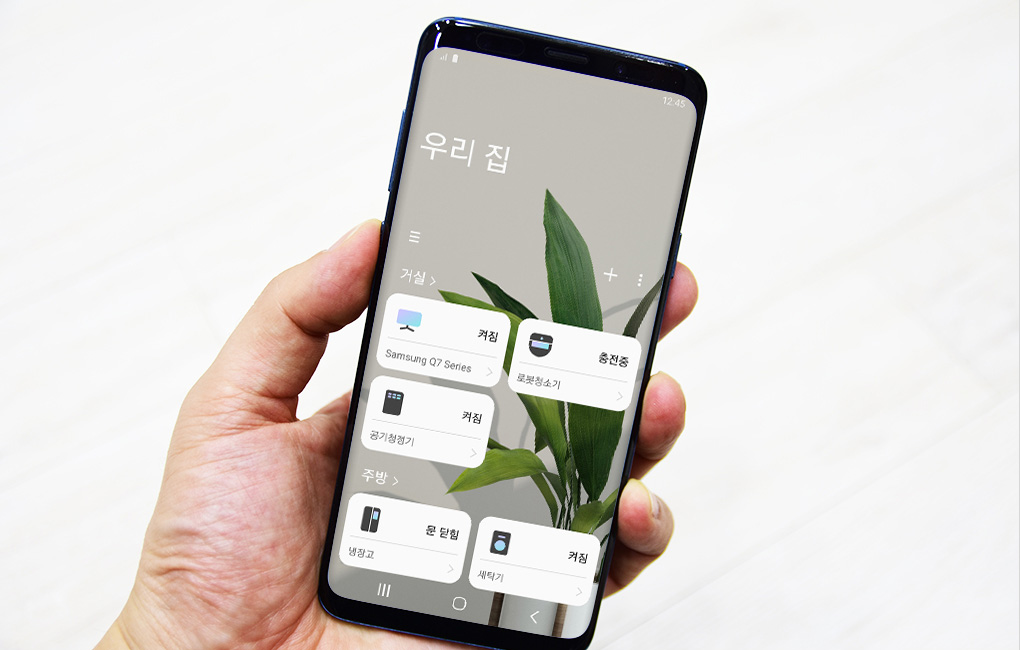 12:45
우리 집
거실
켜짐
Samsung Q7 Series
충전중
로봇청소기
켜짐
공기청정기
주방
문 닫힘
냉장고
켜짐
세탁기